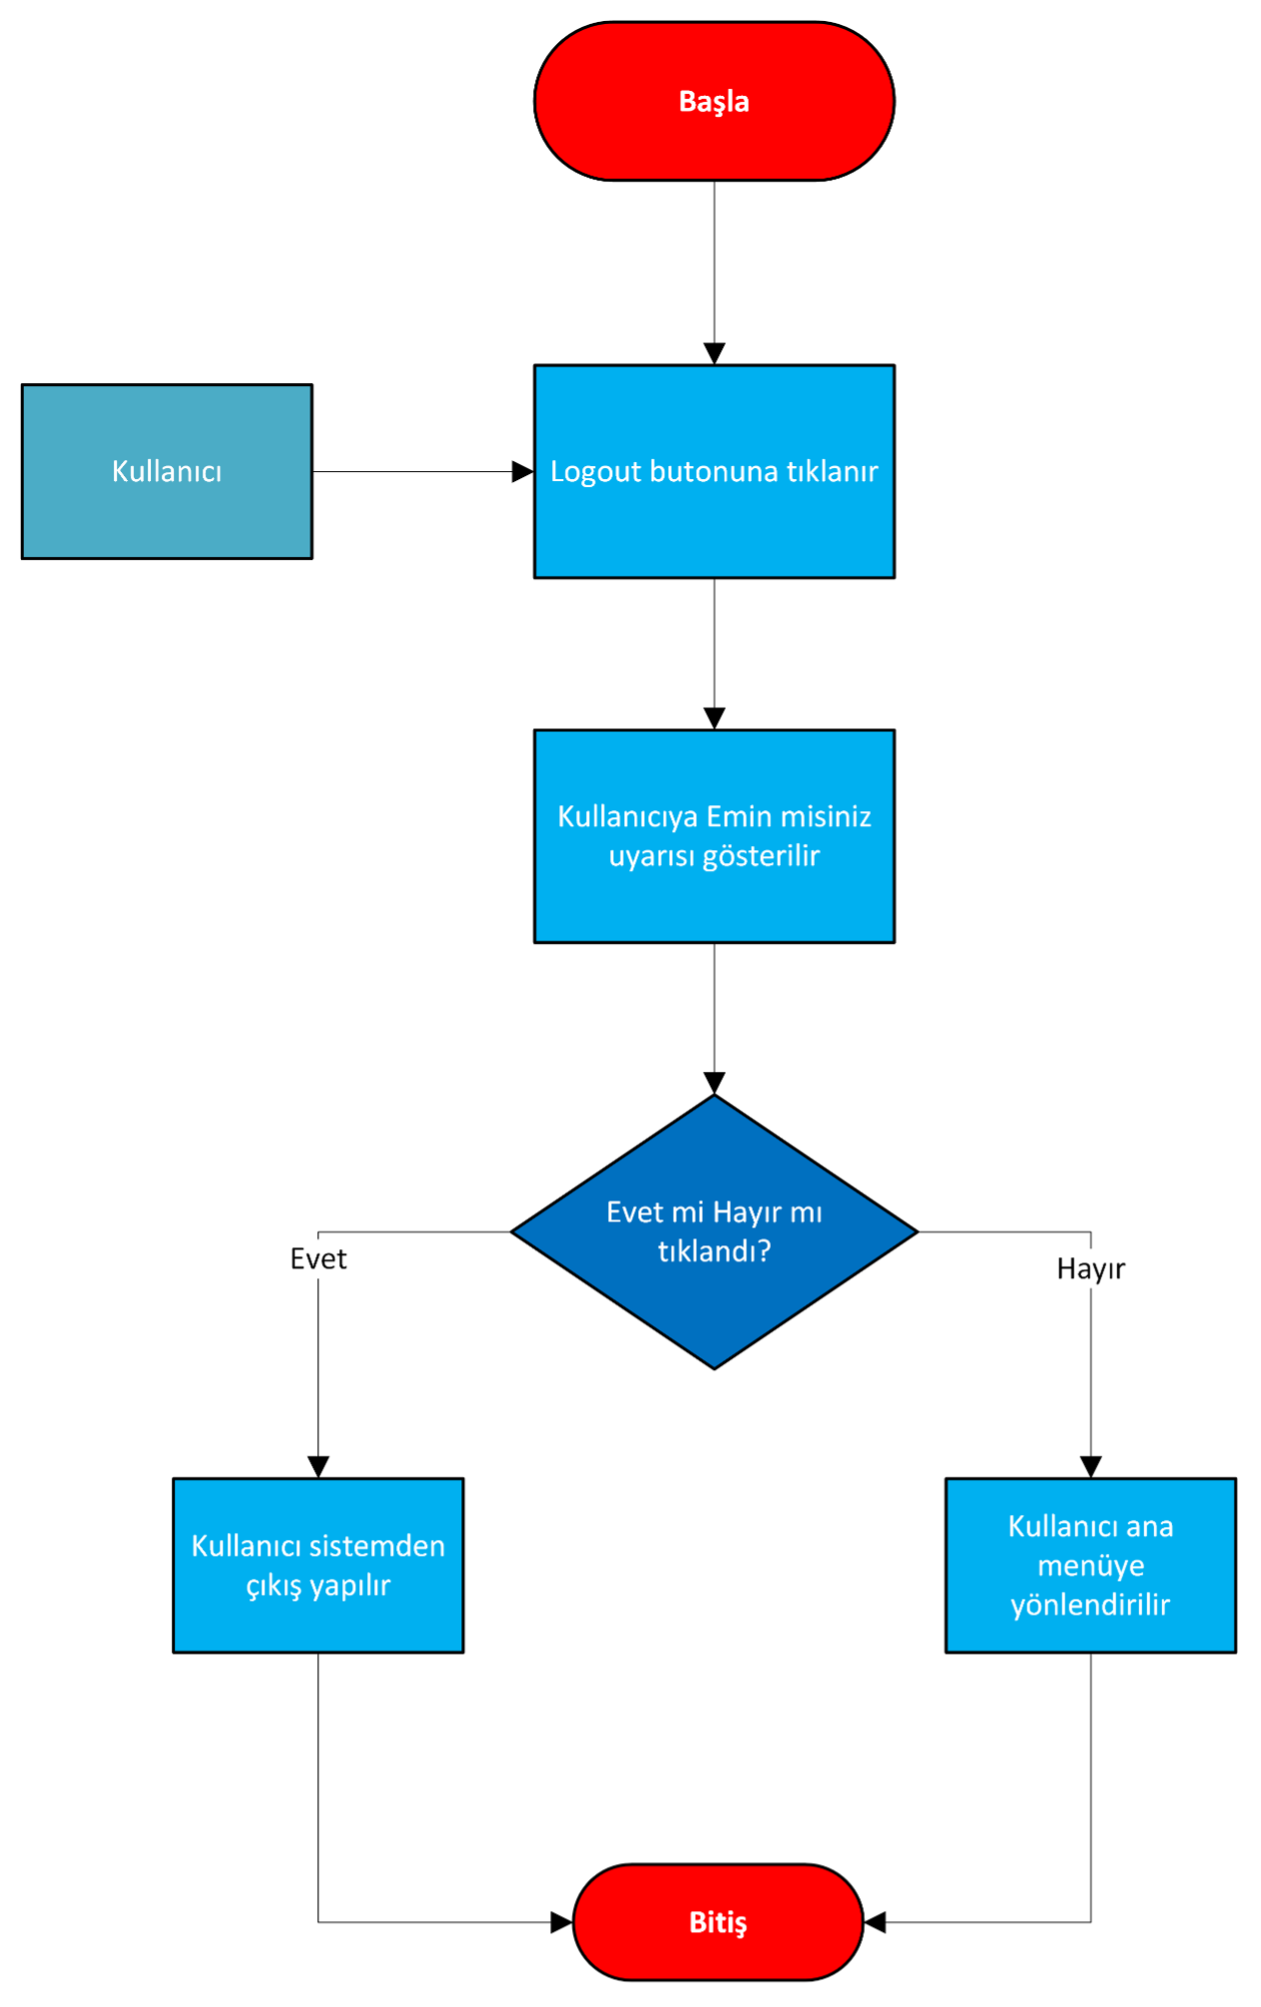 Başla
Kullanıcı
Logout butonuna tıklanır
Kullanıcıya Emin misiniz
uyarısı gösterilir
Evet mi Hayır mı
tıklandı?
Evet
Hayır
Kullanıcı sistemden
çıkış yapılır
Kullanıcı ana
menüye
yönlendirilir
Bitiş